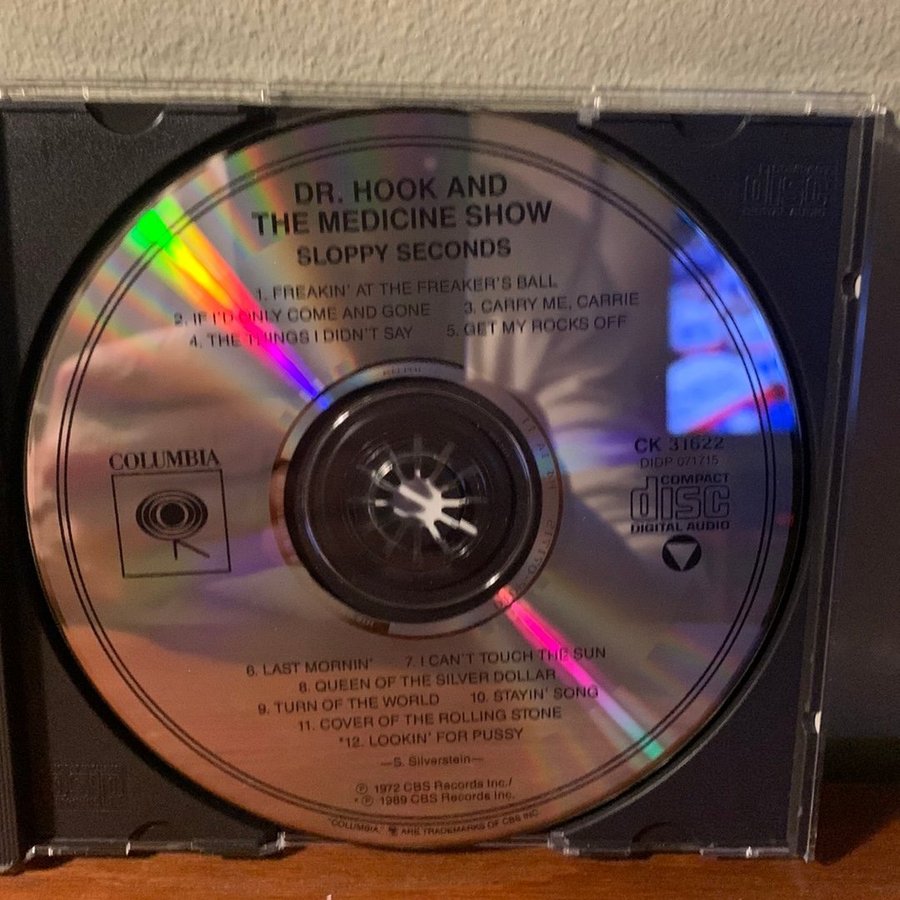 DR. HOOK AND
THE MEDICINE SHOW
SLOPPY SECONDS
1. FREAKIN' AT THE FREAKER'S BALL
2. IF I'D ONLY COME AND GONE 3. CARRY ME, CARRIE
4. THE THINGS I DIDN'T SAY 5. GET MY ROCKS OFF
COLUMBIA
CK 31622
DIDP 071715
COMPACT
disc
DIGITAL AUDIO
6. LAST MORNIN' 7. I CAN'T TOUCH THE SUN
8. QUEEN OF THE SILVER DOLLAR
9. TURN OF THE WORLD 10. STAYIN' SONG
11. COVER OF THE ROLLING STONE
*12. LOOKIN' FOR PUSSY
—S. Silverstein—
Ⓟ 1972 CBS Records Inc./
* Ⓟ 1989 CBS Records Inc.
"COLUMBIA," ARE TRADEMARKS OF CBS INC.
DISC